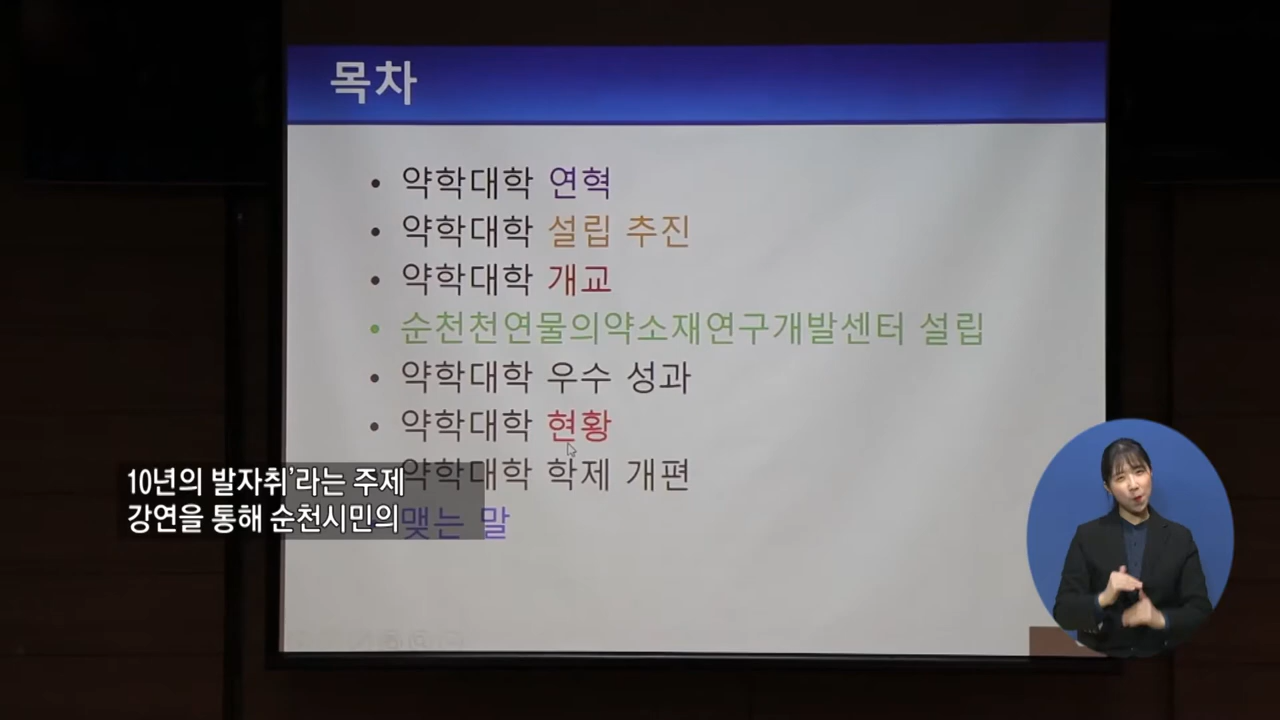 목차
• 약학대학 연혁
• 약학대학 설립 추진
• 약학대학 개교
• 순천천연물의약소재연구개발센터 설립
• 약학대학 우수 성과
• 약학대학 현황
약학대학 학제 개편
맺는 말
10년의 발자취’라는 주제
강연을 통해 순천시민의